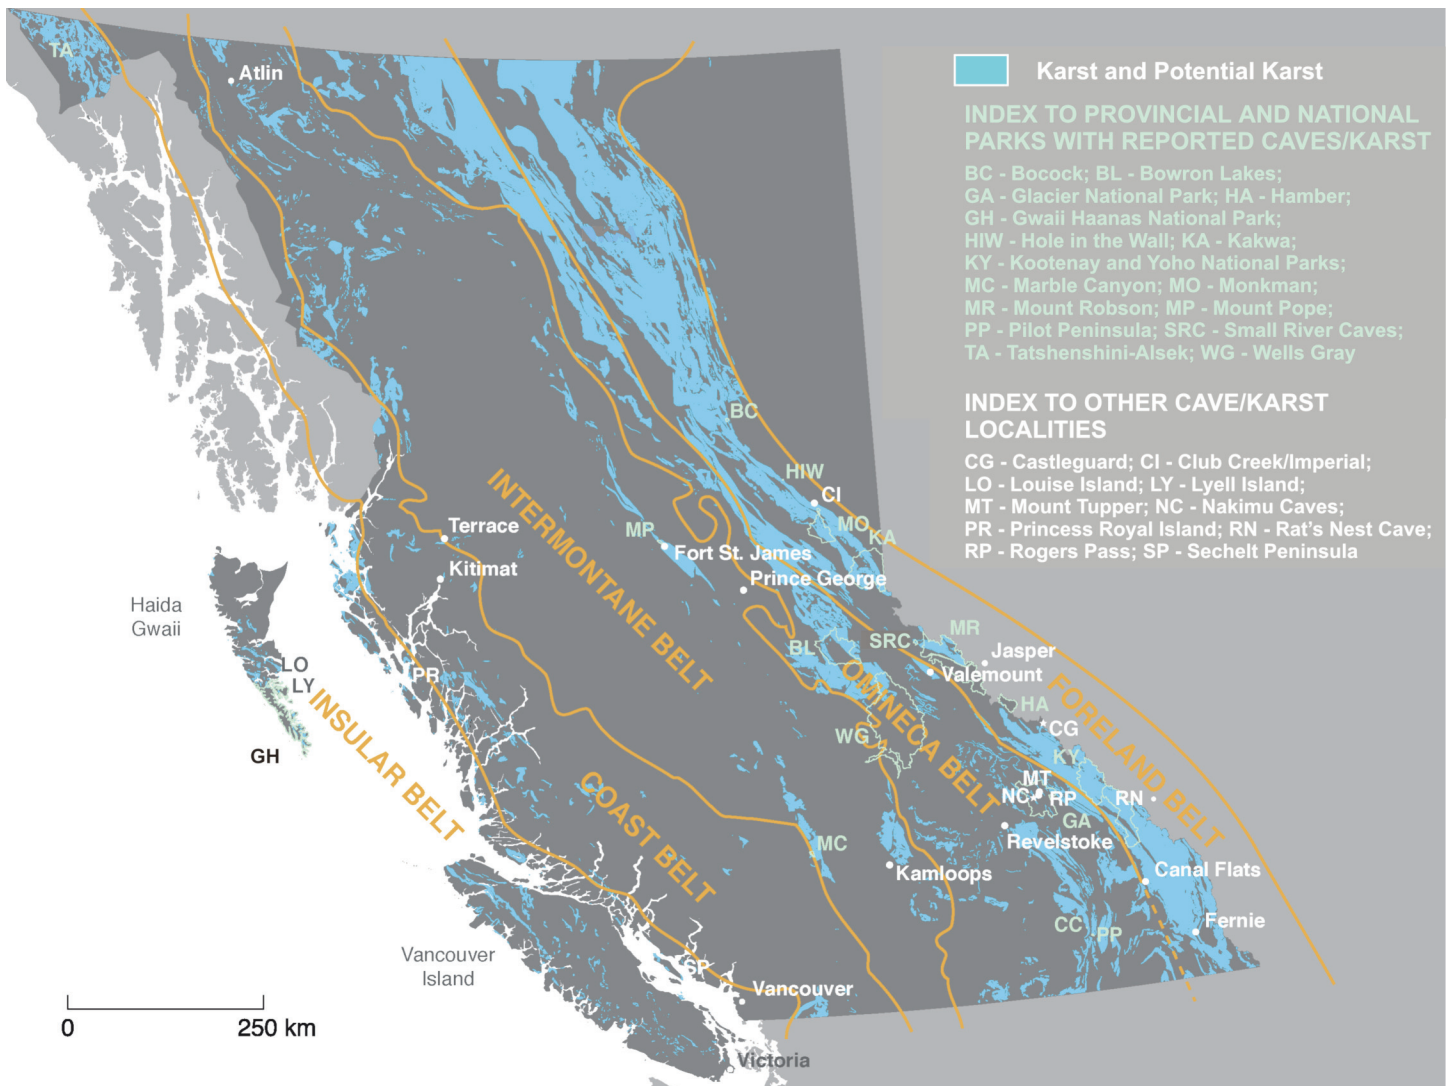 Karst and Potential Karst
INDEX TO PROVINCIAL AND NATIONAL
PARKS WITH REPORTED CAVES/KARST
BC - Bocock; BL - Bowron Lakes;
GA - Glacier National Park; HA - Hamber;
GH - Gwaii Haanas National Park;
HIW - Hole in the Wall; KA - Kakwa;
KY - Kootenay and Yoho National Parks;
MC - Marble Canyon; MO - Monkman;
MR - Mount Robson; MP - Mount Pope;
PP - Pilot Peninsula; SRC - Small River Caves;
TA - Tatshenshini-Alsek; WG - Wells Gray
INDEX TO OTHER CAVE/KARST
LOCALITIES
CG - Castleguard; CI - Club Creek/Imperial;
LO - Louise Island; LY - Lyell Island;
MT - Mount Tupper; NC - Nakimu Caves;
PR - Princess Royal Island; RN - Rat's Nest Cave;
RP - Rogers Pass; SP - Sechelt Peninsula
TA
Atlin
BC
HIW
CI
MO
KA
INTERMONTANE BELT
Terrace
MP
Fort St. James
Kitimat
Prince George
Haida
Gwaii
LO
LY
GH
PR
INSULAR BELT
BL
SRC
MR
Jasper
Valemount
OMINECA BELT
HA
CG
FORELAND BELT
WG
KY
MT
NC
RP
RN
GA
COAST BELT
MC
Revelstoke
Kamloops
Canal Flats
CC
PP
Fernie
Vancouver
Island
SP
Vancouver
Victoria
0
250 km